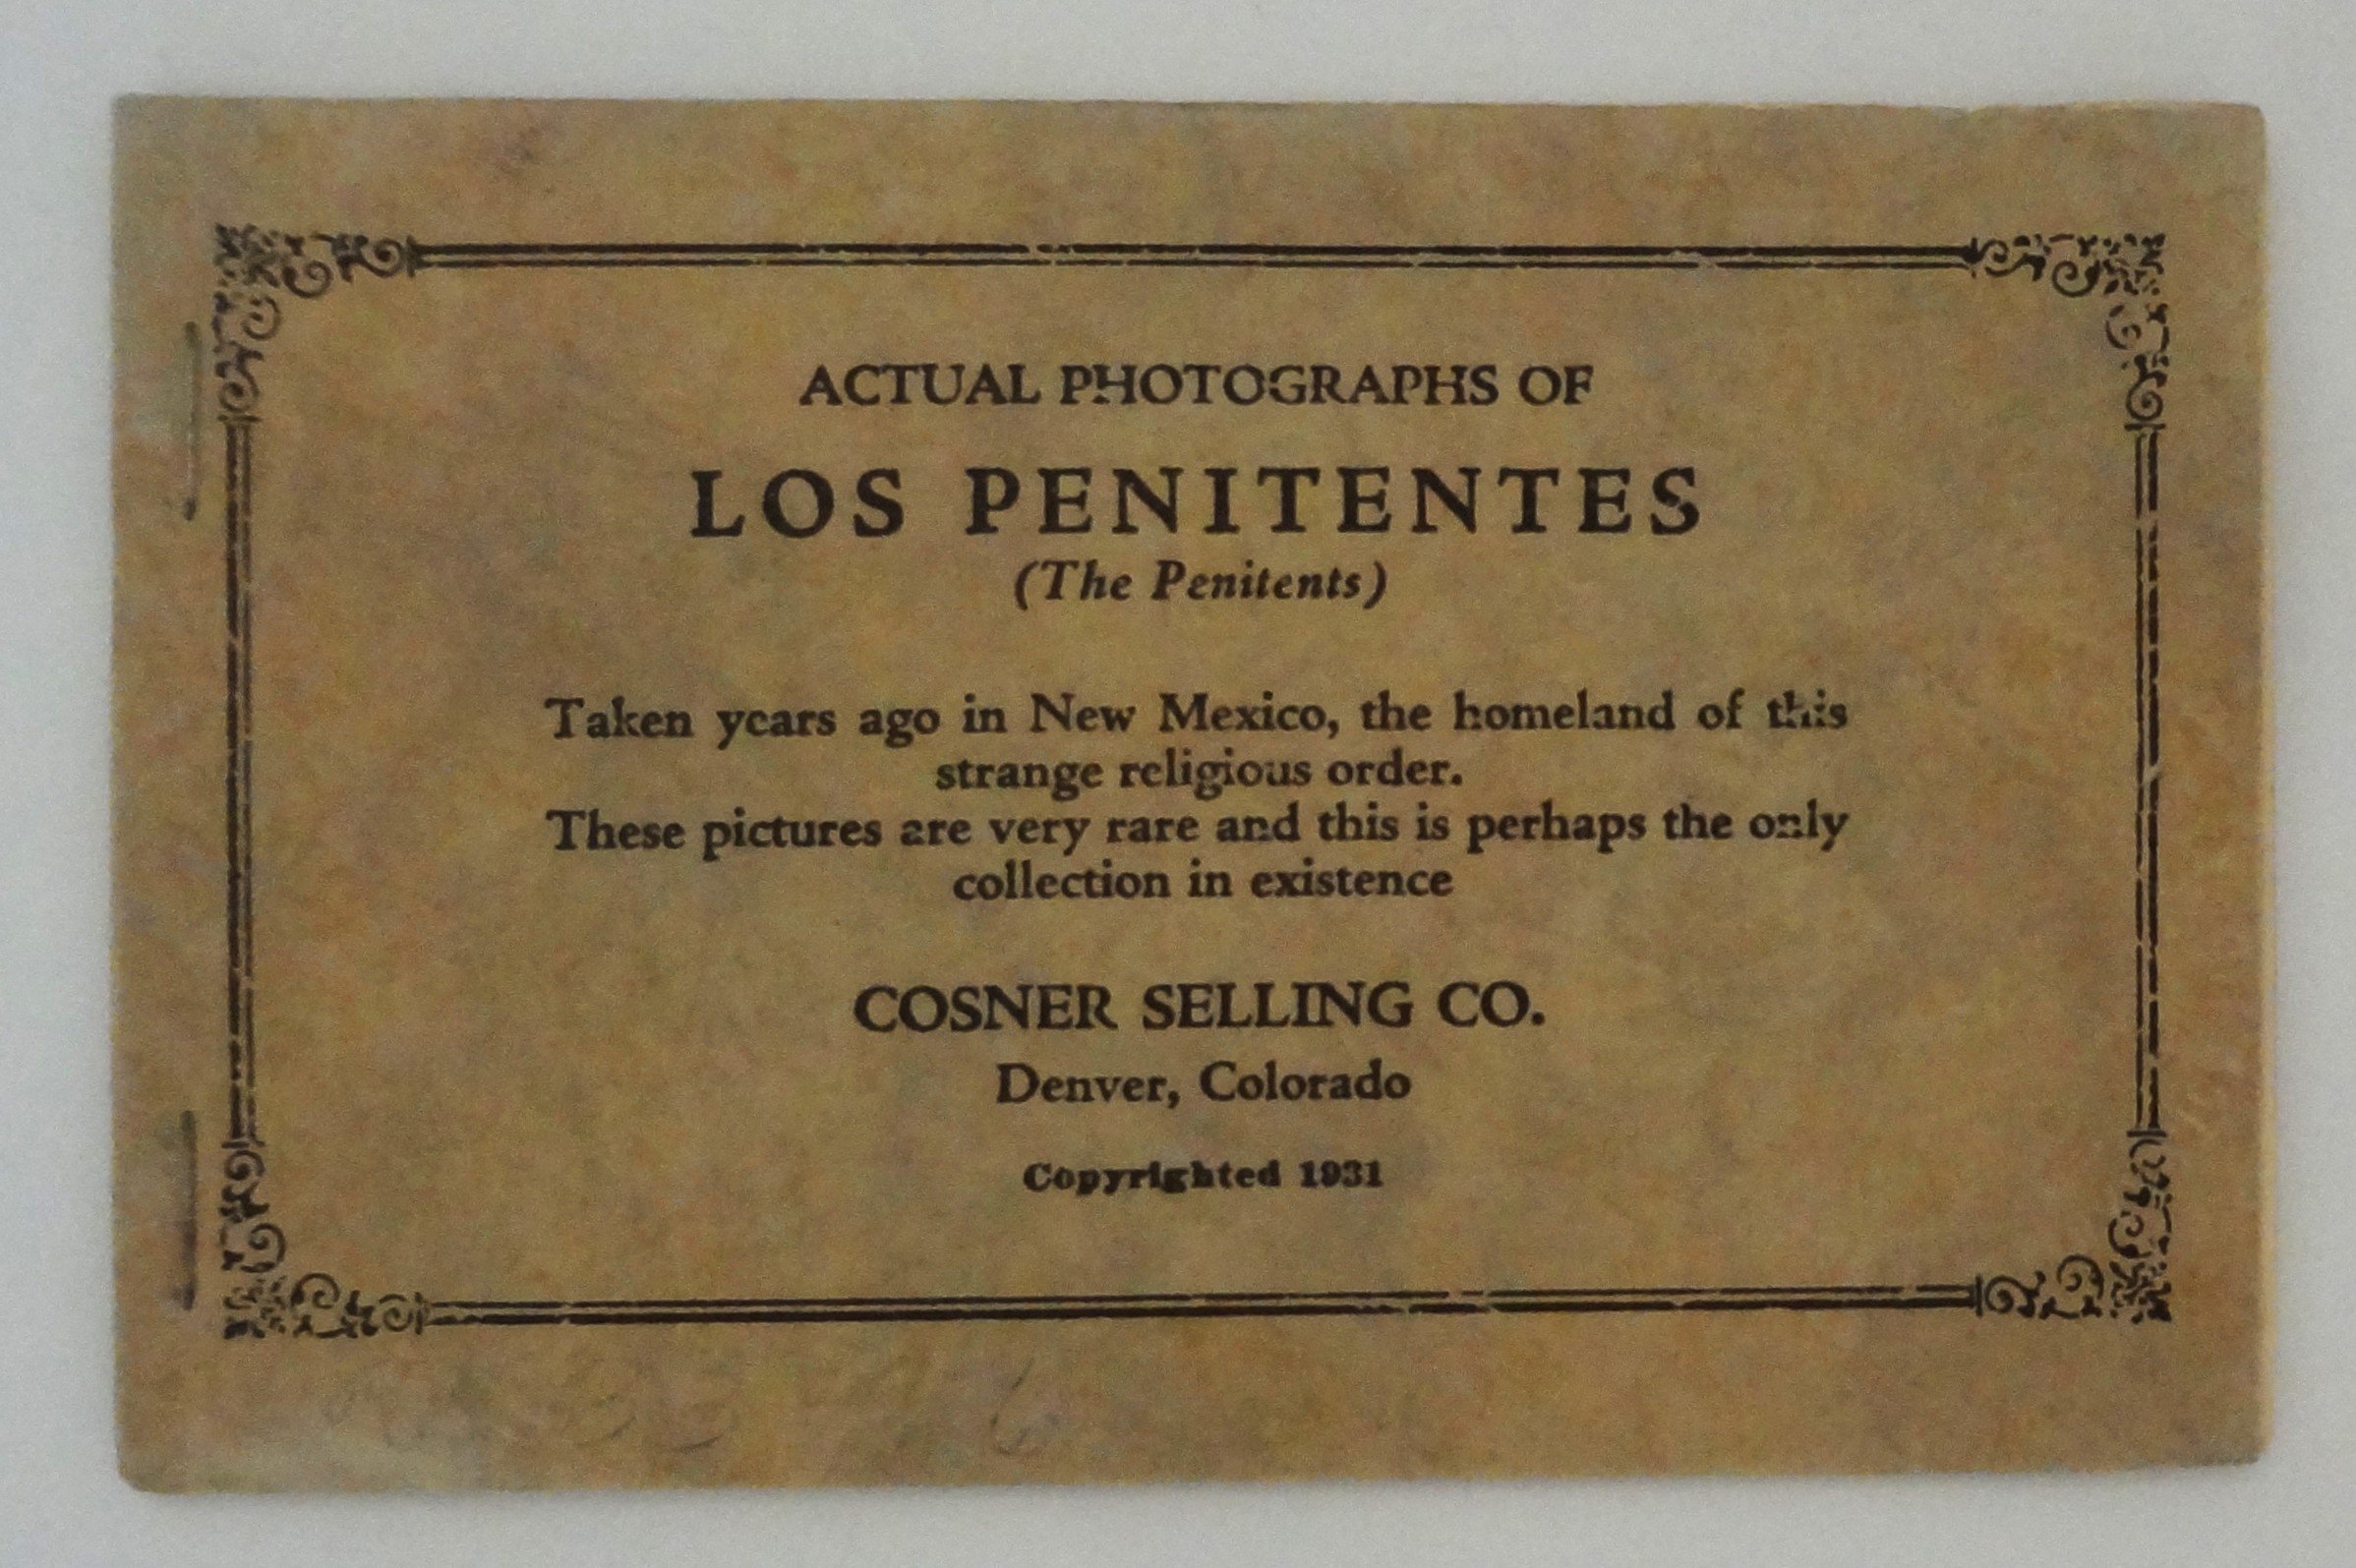 ACTUAL PHOTOGRAPHS OF
LOS PENITENTES
(The Penitents)
Taken years ago in New Mexico, the homeland of this
strange religious order.
These pictures are very rare and this is perhaps the only
collection in existence
COSNER SELLING CO.
Denver, Colorado
Copyrighted 1931